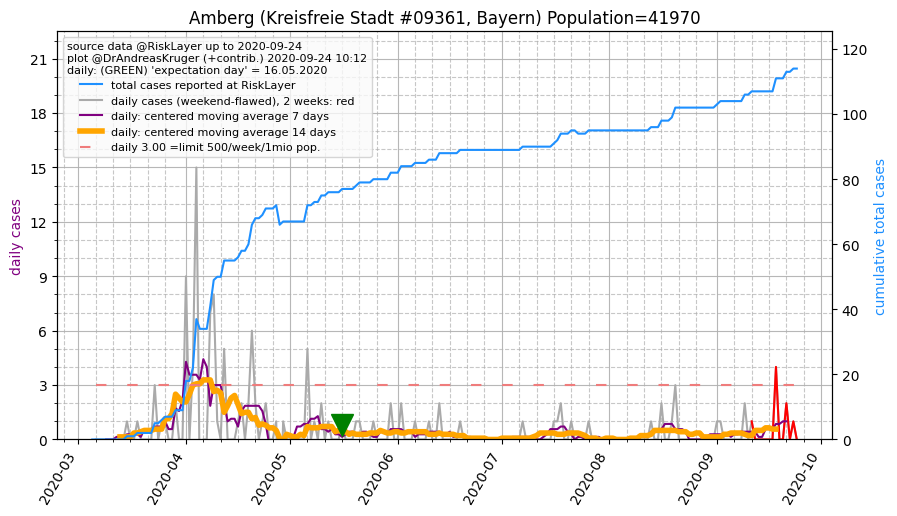 Amberg (Kreisfreie Stadt #09361, Bayern) Population=41970
source data @RiskLayer up to 2020-09-24
plot @DrAndreasKruger (+contrib.) 2020-09-24 10:12
daily: (GREEN) 'expectation day' = 16.05.2020
total cases reported at RiskLayer
daily cases (weekend-flawed), 2 weeks: red
daily: centered moving average 7 days
daily: centered moving average 14 days
daily 3.00 =limit 500/week/1mio pop.
daily cases
21
18
15
12
9
6
3
0
cumulative total cases
120
100
80
60
40
20
0
2020-03
2020-04
2020-05
2020-06
2020-07
2020-08
2020-09
2020-10